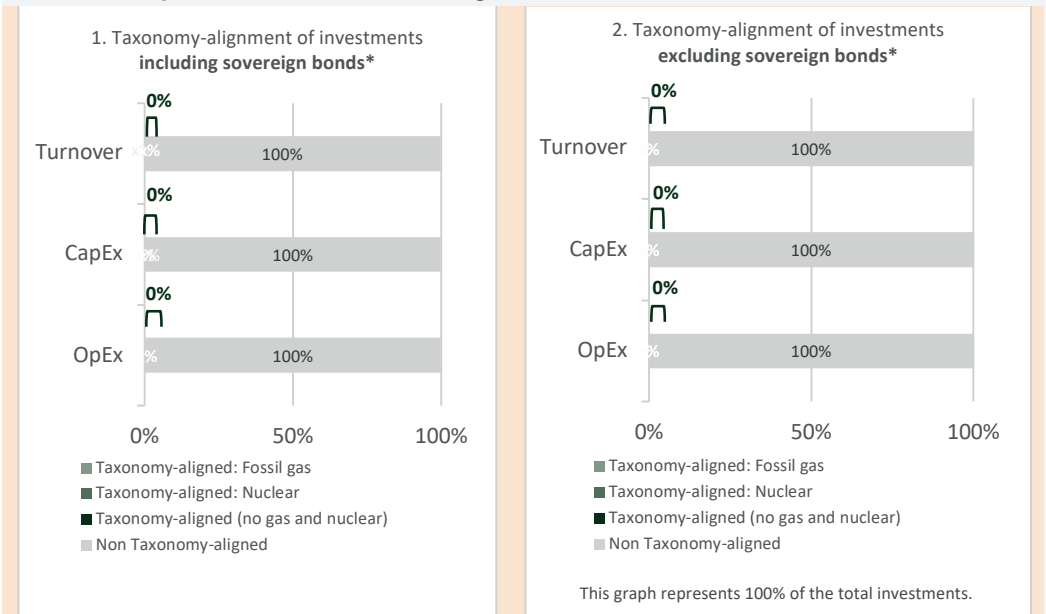 1. Taxonomy-alignment of investments
including sovereign bonds*
0%
Turnover
100%
0%
CapEx
100%
0%
OpEx
100%
0% 50% 100%
Taxonomy-aligned: Fossil gas
Taxonomy-aligned: Nuclear
Taxonomy-aligned (no gas and nuclear)
Non Taxonomy-aligned
2. Taxonomy-alignment of investments
excluding sovereign bonds*
0%
Turnover % 100%
0%
CapEx % 100%
0%
OpEx % 100%
0% 50% 100%
Taxonomy-aligned: Fossil gas
Taxonomy-aligned: Nuclear
Taxonomy-aligned (no gas and nuclear)
Non Taxonomy-aligned
This graph represents 100% of the total investments.